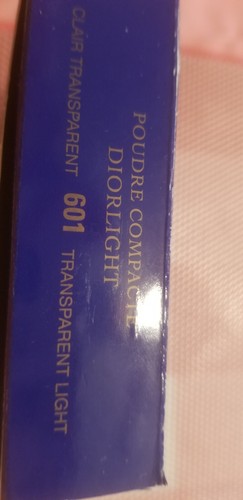 POUDRE COMPACTE
DIORLIGHT
CLAIR TRANSPARENT 601 TRANSPARENT LIGHT